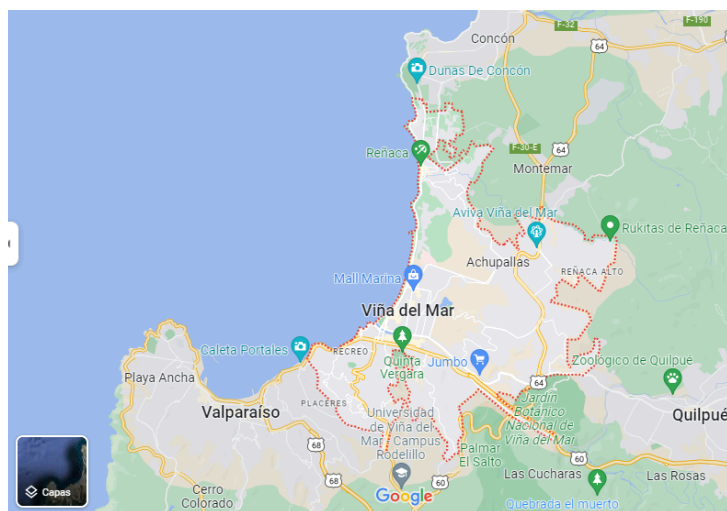 F-32
F-190
Concón
64
Dunas De Concón
64
F-30-E
64
Reñaca
Montemar
Aviva Viña del Mar
Rukitas de Reñaca
Achupallas
REÑACA ALTO
Mall Marina
Viña del Mar
Caleta Portales
RECREO
Quinta
Vergara
Jumbo
Zoológico de Quilpué
Playa Ancha
64
PLACERES
Jardín
Botánico
Nacional de
Viña del Mar
Valparaíso
Universidad
de Viña del
Mar Campus
Rodelillo
Quilpué
68
Palmar
El Salto
68
60
60
Las Cucharas
Las Rosas
Cerro
Colorado
Capas
Google
Quebrada el muerto